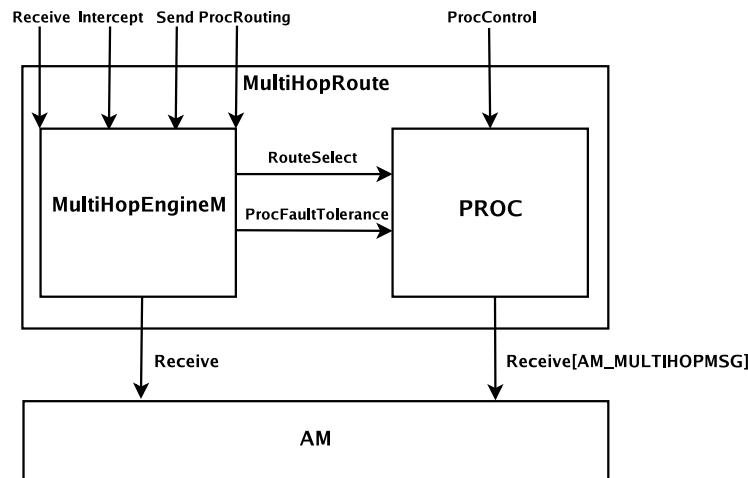 Receive Intercept Send ProcRouting ProcControl
MultiHopRoute
RouteSelect
MultiHopEngineM
PROC
ProcFaultTolerance
Receive
Receive[AM_MULTIHOPMSG]
AM